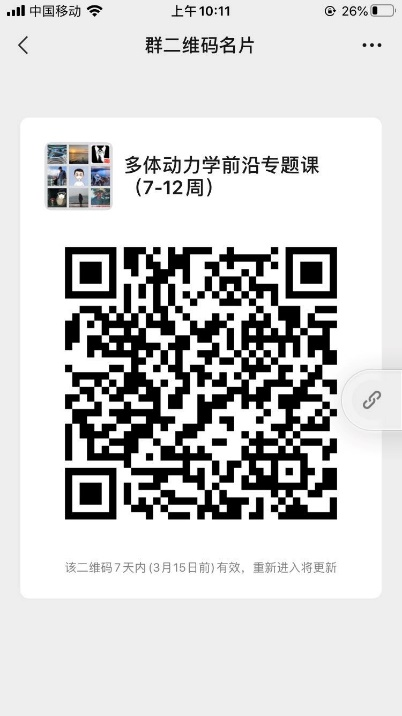 中国移动
上午10:11
26%
群二维码名片
多体动力学前沿专题课
（7-12周）
该二维码7天内(3月15日前)有效，重新进入将更新